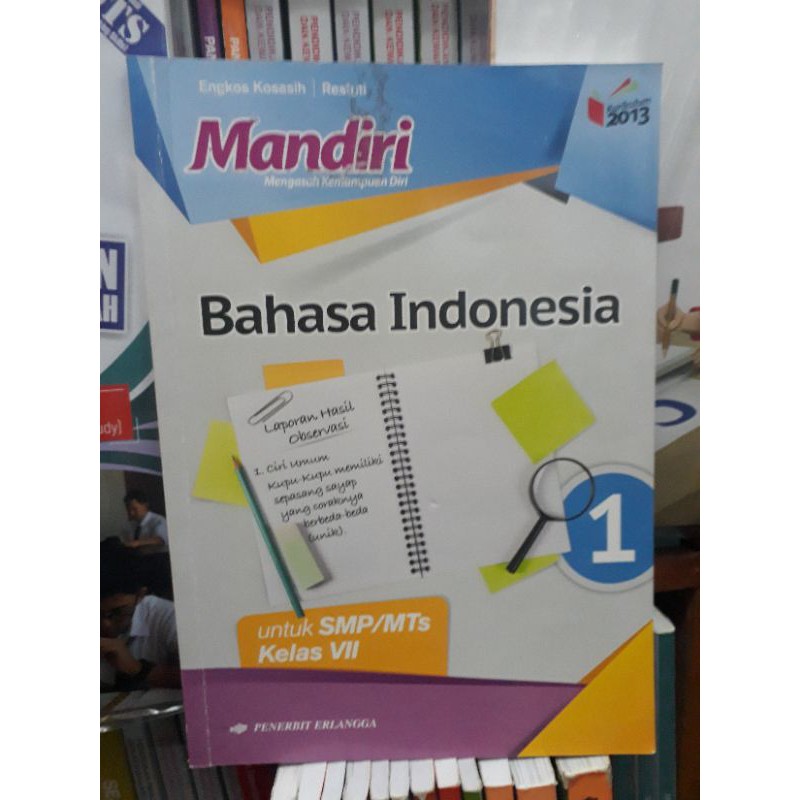 Engkos Kosasih | Restuti
Kurikulum
2013
Mandiri
Mengasah Kemampuan Diri
Bahasa Indonesia
Laporan Hasil
Observasi
1. Ciri Umum
Kupu-Kupu memiliki
sepasang sayap
yang coraknya
berbeda-beda
(unik).
1
untuk SMP/MTs
Kelas VII
PENERBIT ERLANGGA